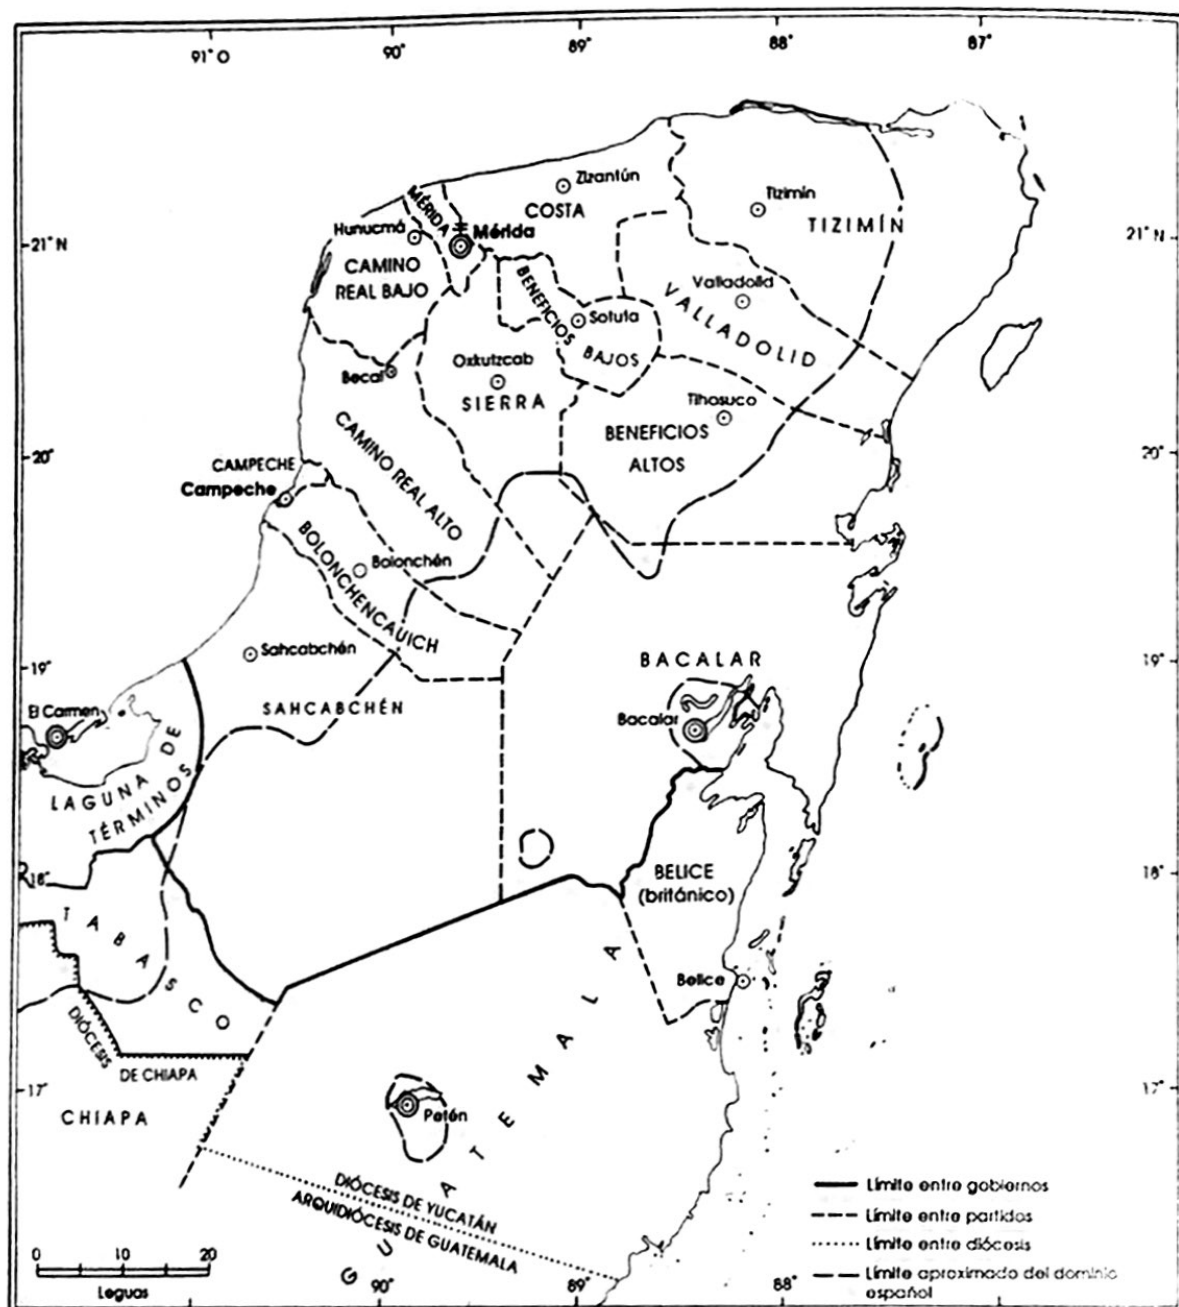 91° O
90°
89°
88°
87°
Zizantún
COSTA
Tizimín
TIZIMÍN
MÉRIDA
Mérida
Hunucmá
21° N
21° N
CAMINO
REAL BAJO
BENEFICIOS
BAJOS
Sotuta
Valladolid
VALLADOLID
Becal
Oxkutzcab
SIERRA
Tihosuco
BENEFICIOS
ALTOS
20°
20°
CAMPECHE
Campeche
CAMINO REAL ALTO
BOLONCHENCAUICH
Bolonchén
Sahcabchén
SAHCABCHÉN
19°
19°
BACALAR
Bacalar
El Carmen
LAGUNA DE
TÉRMINOS
18°
18°
BELICE
(británico)
Belice
TABASCO
DIÓCESIS
DE CHIAPA
CHIAPA
17°
17°
Petén
GUATEMALA
DIÓCESIS DE YUCATÁN
ARQUIDIÓCESIS DE GUATEMALA
Límite entre gobiernos
Límite entre partidos
Límite entre diócesis
Límite aproximado del dominio
español
0 10 20
Leguas
90°
89°
88°